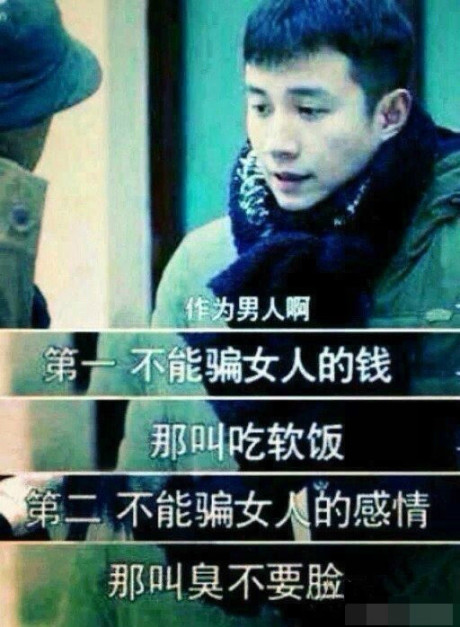 作为男人啊
第一 不能骗女人的钱
那叫吃软饭
第二 不能骗女人的感情
那叫臭不要脸